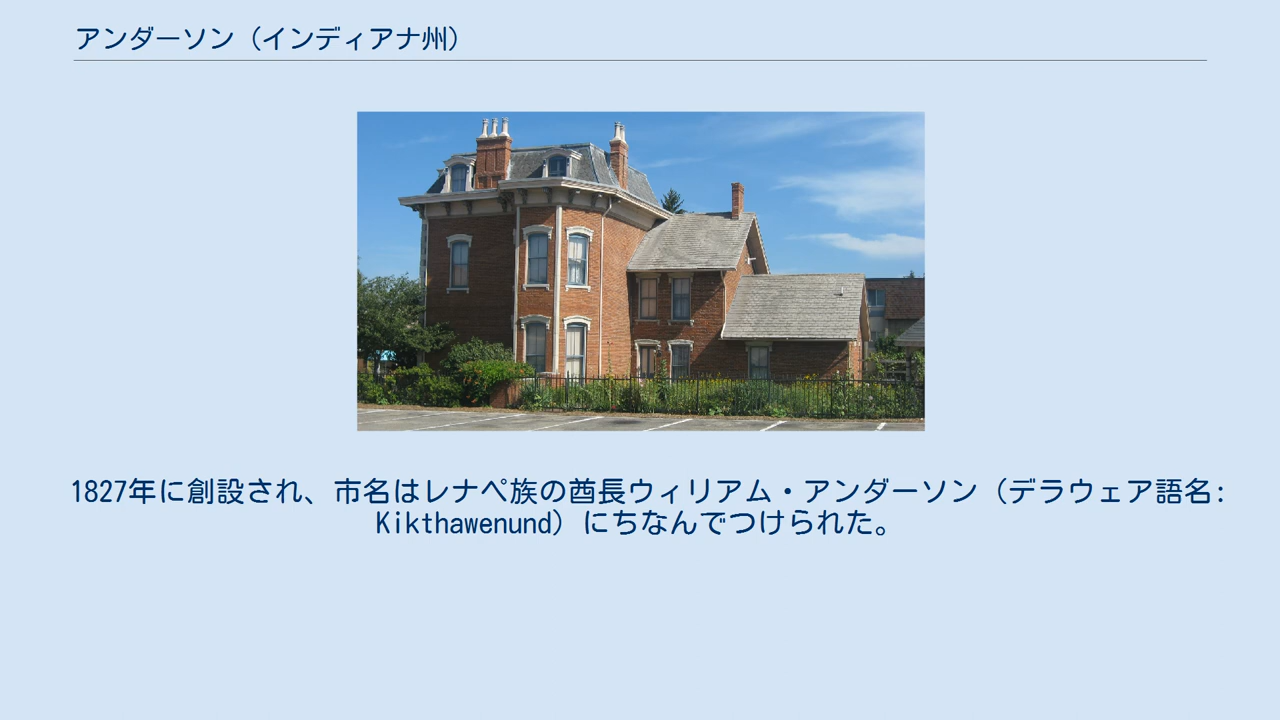 アンダーソン（インディアナ州）
1827年に創設され、市名はレナペ族の酋長ウィリアム・アンダーソン（デラウェア語名:
Kikthawenund）にちなんでつけられた。